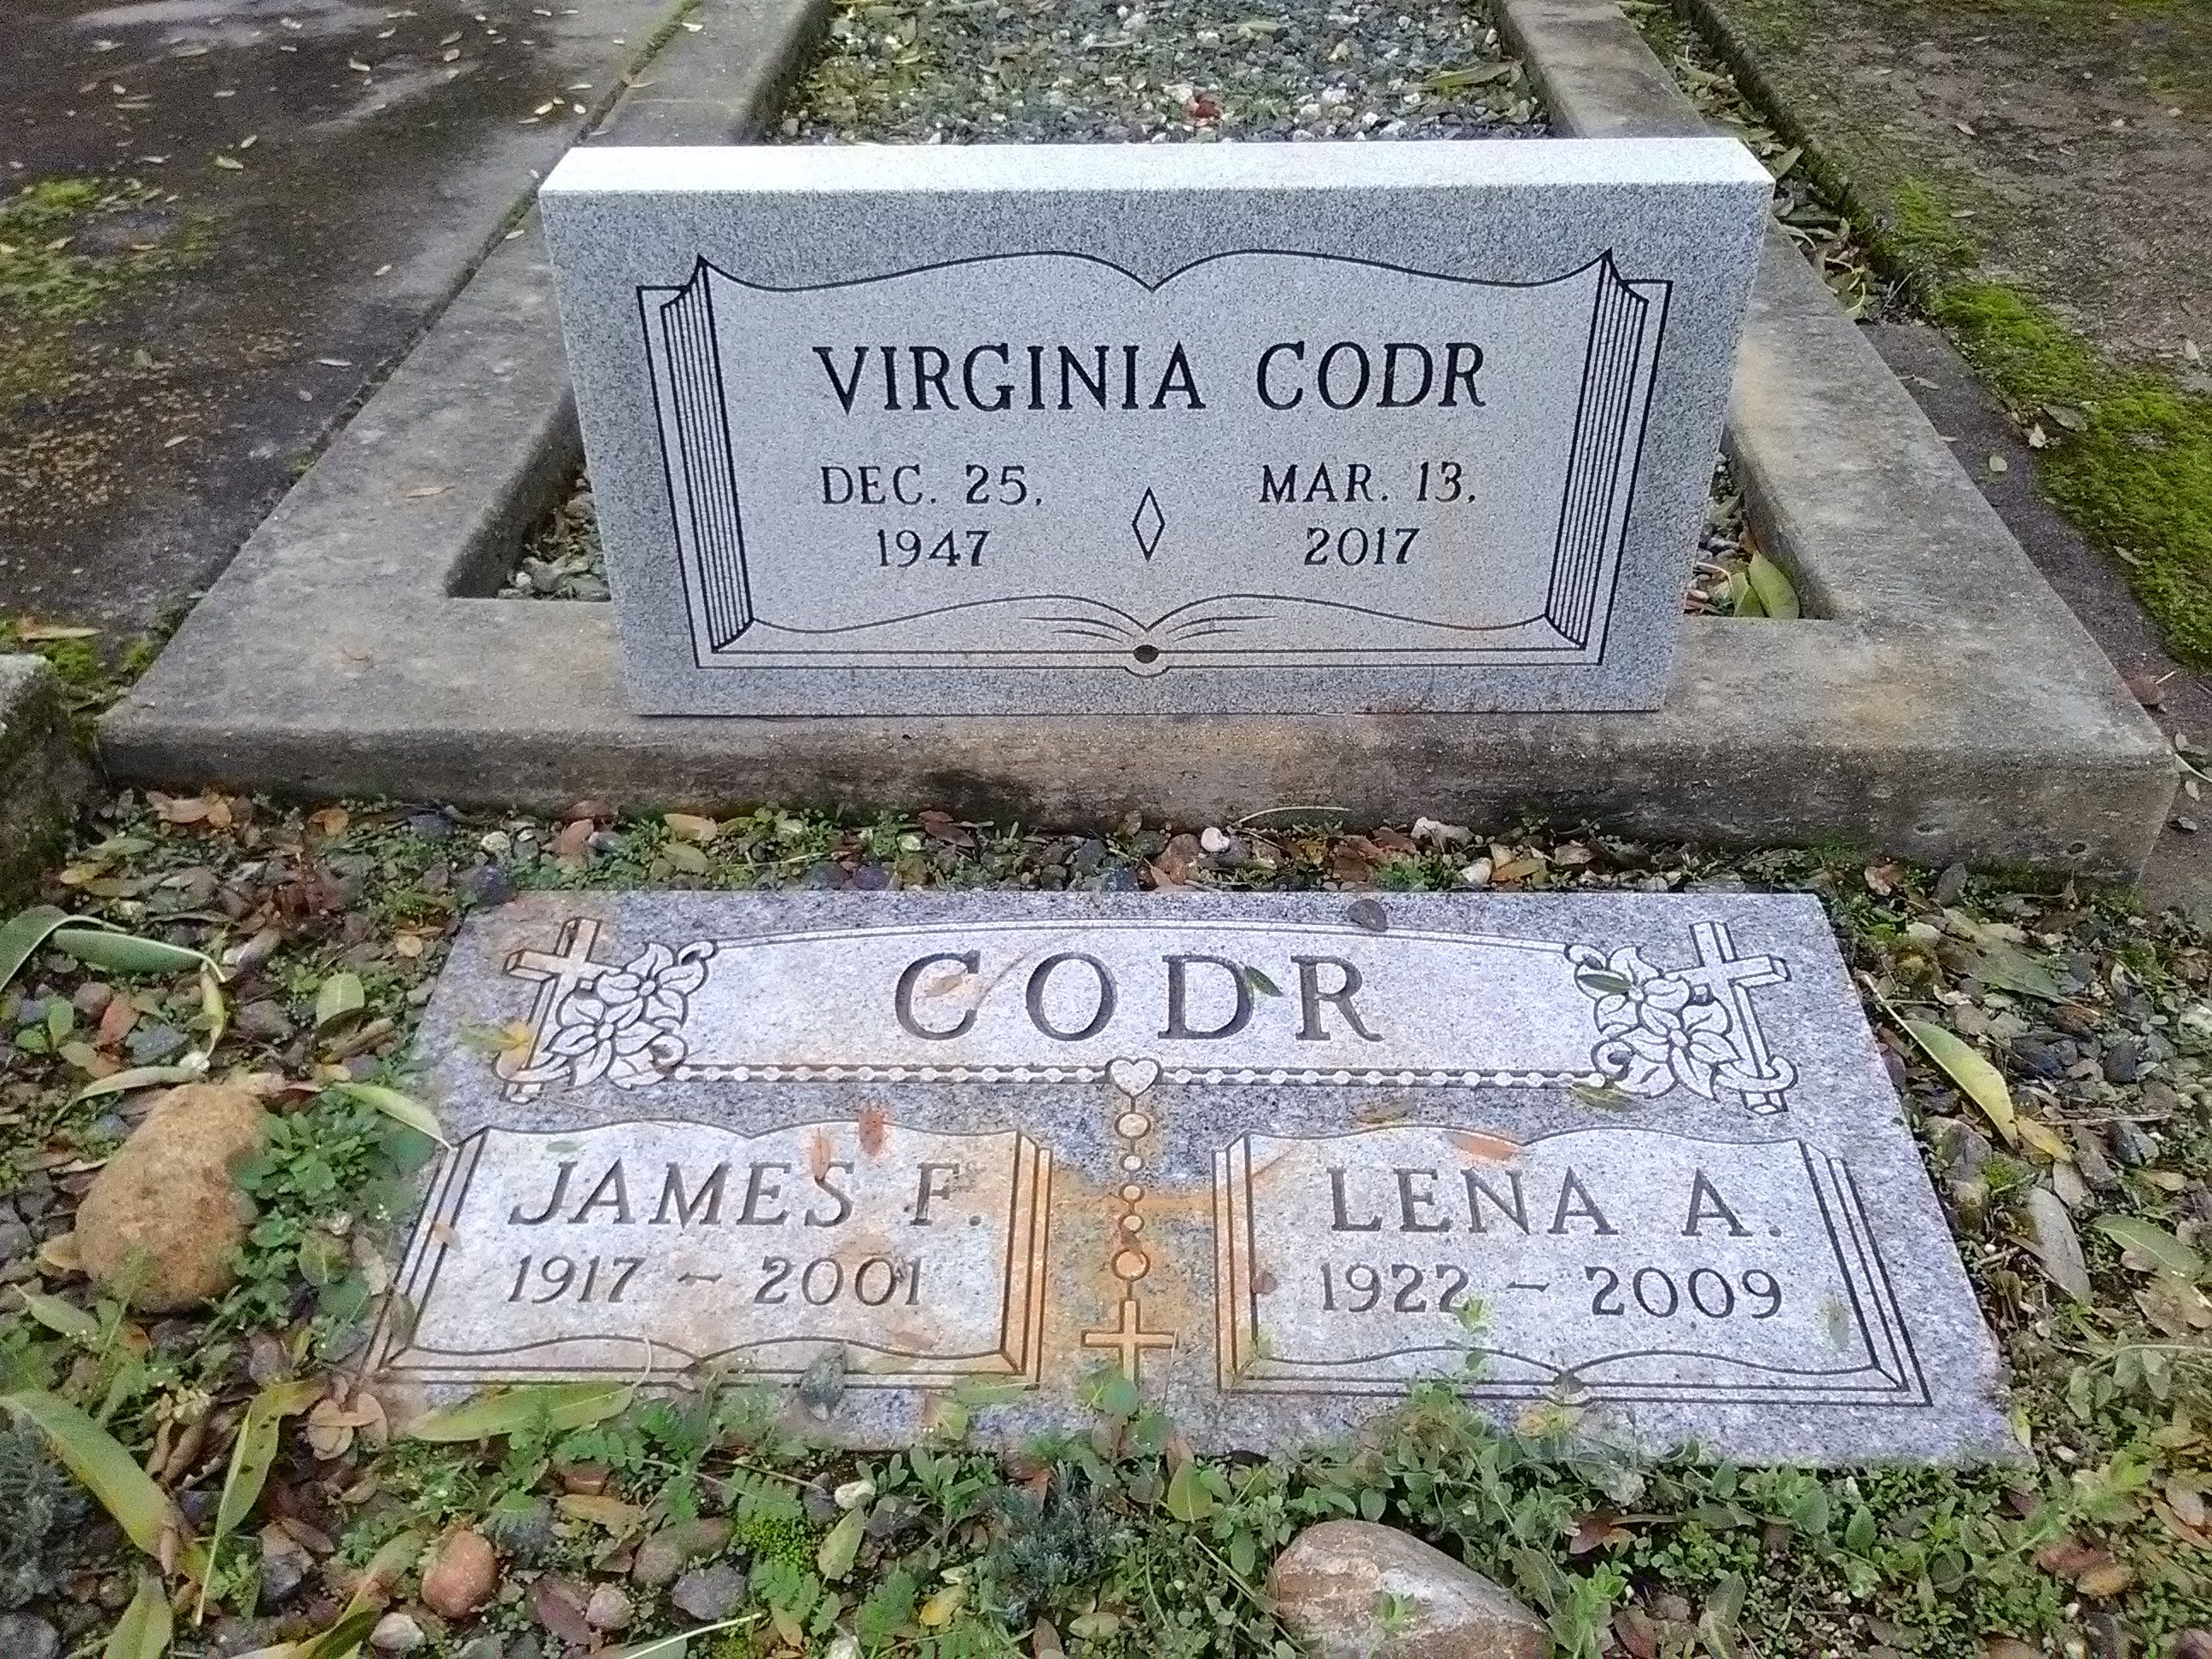 VIRGINIA CODR
DEC. 25, MAR. 13,
1947 2017
CODR
JAMES F. LENA A.
1917 – 2001 1922 – 2009